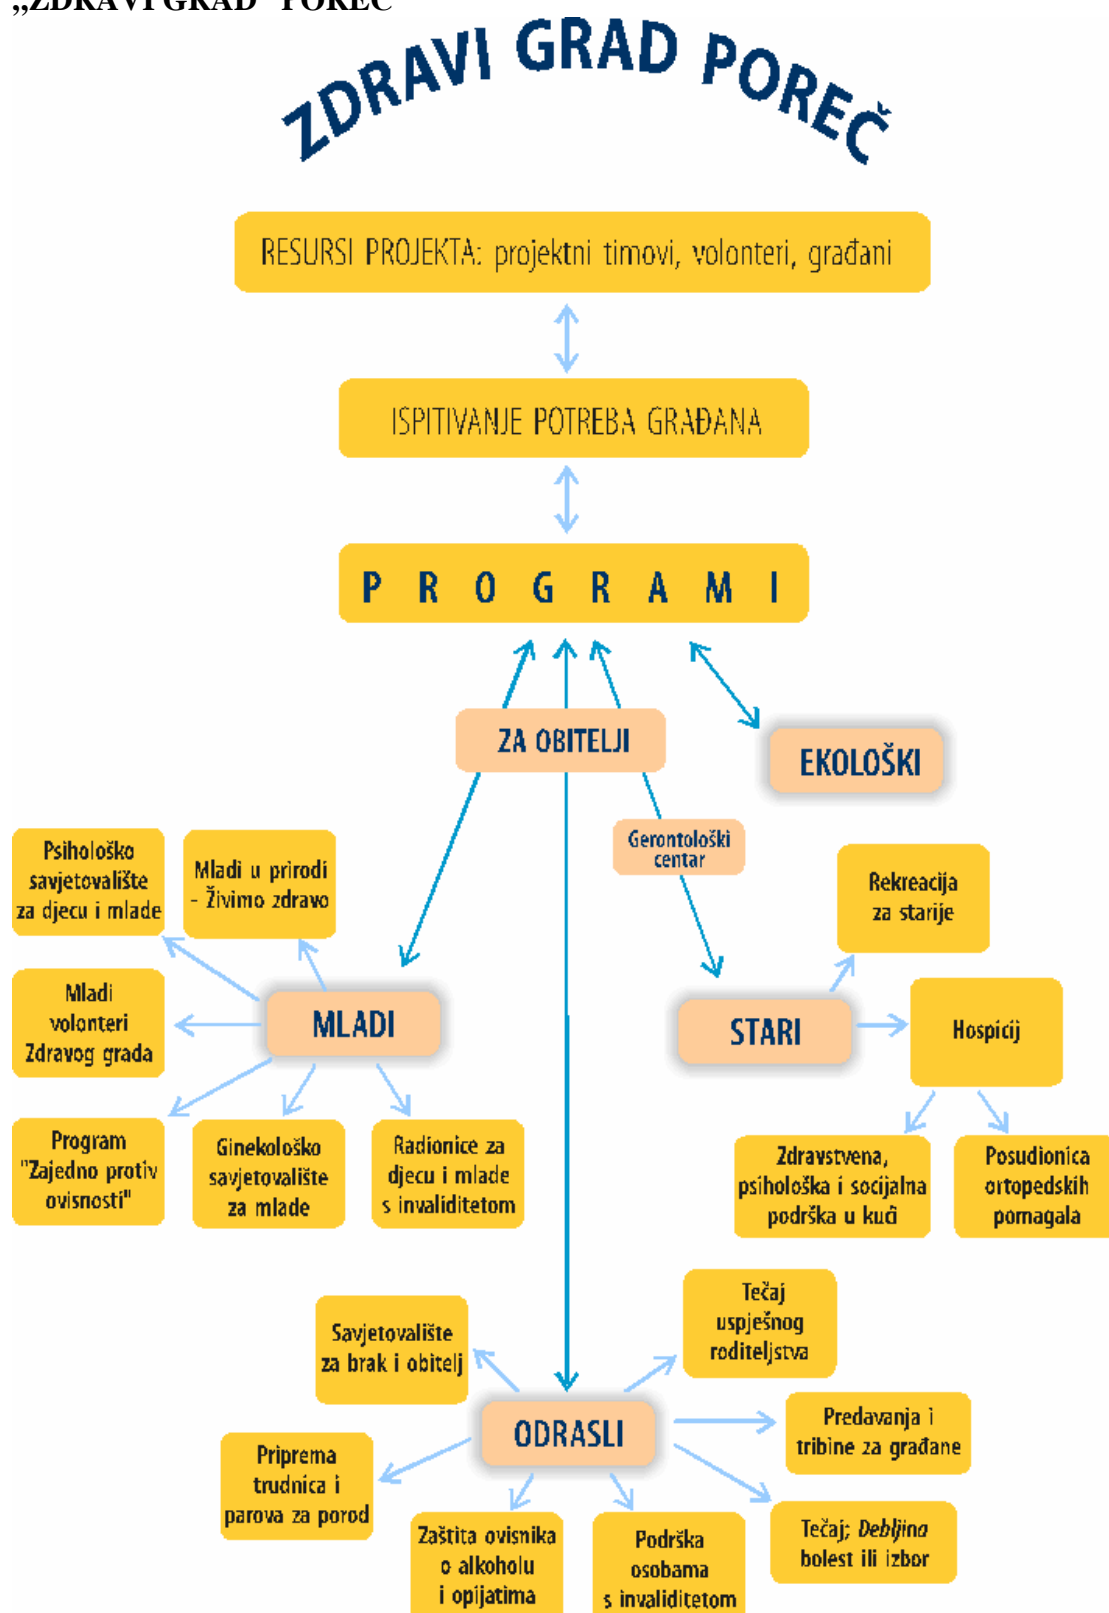 „ZDRAVI GRAD" POREČ
ZDRAVI GRAD POREČ
RESURSI PROJEKTA: projektni timovi, volonteri, građani
ISPITIVANJE POTREBA GRAĐANA
P R O G R A M I
ZA OBITELJI
EKOLOŠKI
Gerontološki
centar
Psihološko
savjetovalište
za djecu i mlade
Mladi u prirodi
- Živimo zdravo
Rekreacija
za starije
Mladi
volonteri
Zdravog grada
MLADI
STARI
Hospicij
Program
"Zajedno protiv
ovisnosti"
Ginekološko
savjetovalište
za mlade
Radionice za
djecu i mlade
s invaliditetom
Zdravstvena,
psihološka i socijalna
podrška u kući
Posudionica
ortopedskih
pomagala
Savjetovalište
za brak i obitelj
Tečaj
uspješnog
roditeljstva
ODRASLI
Predavanja i
tribine za građane
Priprema
trudnica i
parova za porod
Zaštita ovisnika
o alkoholu
i opijatima
Podrška
osobama
s invaliditetom
Tečaj; Debljina
bolest ili izbor